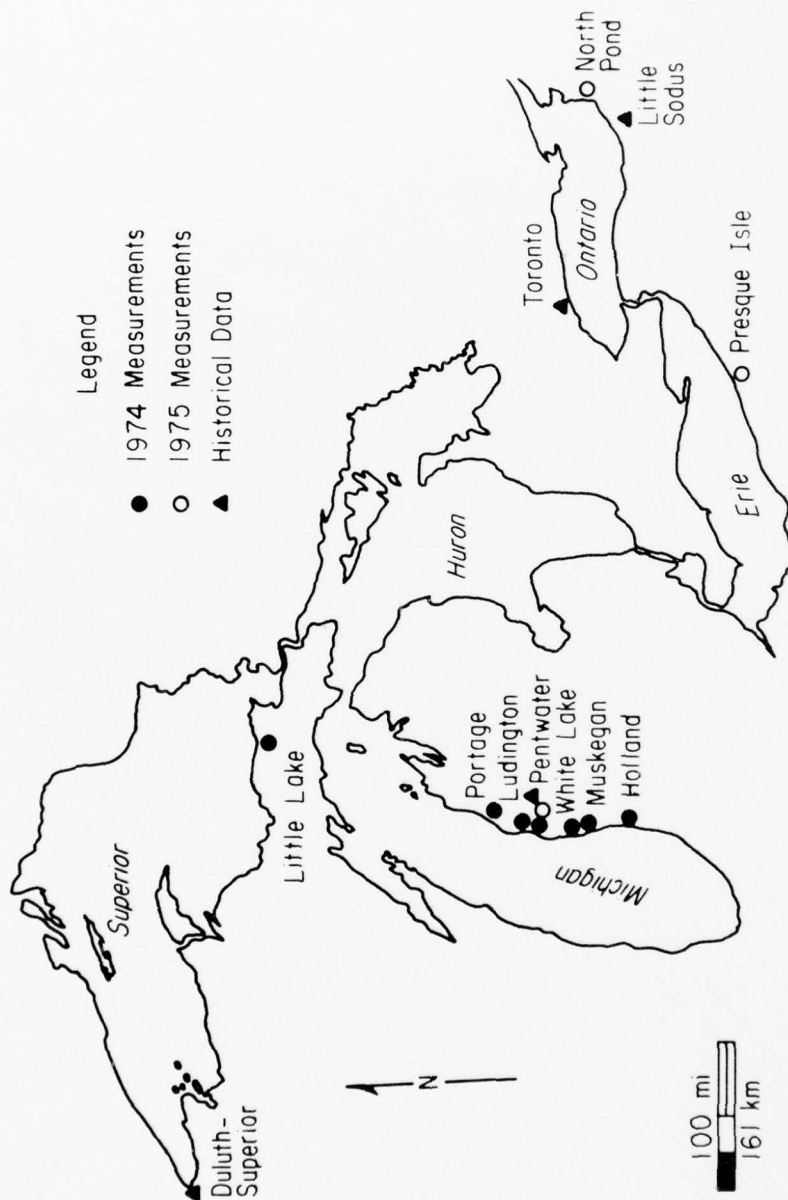 Legend
1974 Measurements
1975 Measurements
Historical Data
Superior
Duluth-
Superior
Little Lake
Huron
Michigan
Portage
Ludington
Pentwater
White Lake
Muskegan
Holland
Toronto
Ontario
North
Pond
Little
Sodus
Erie
Presque Isle
N
100 mi
161 km